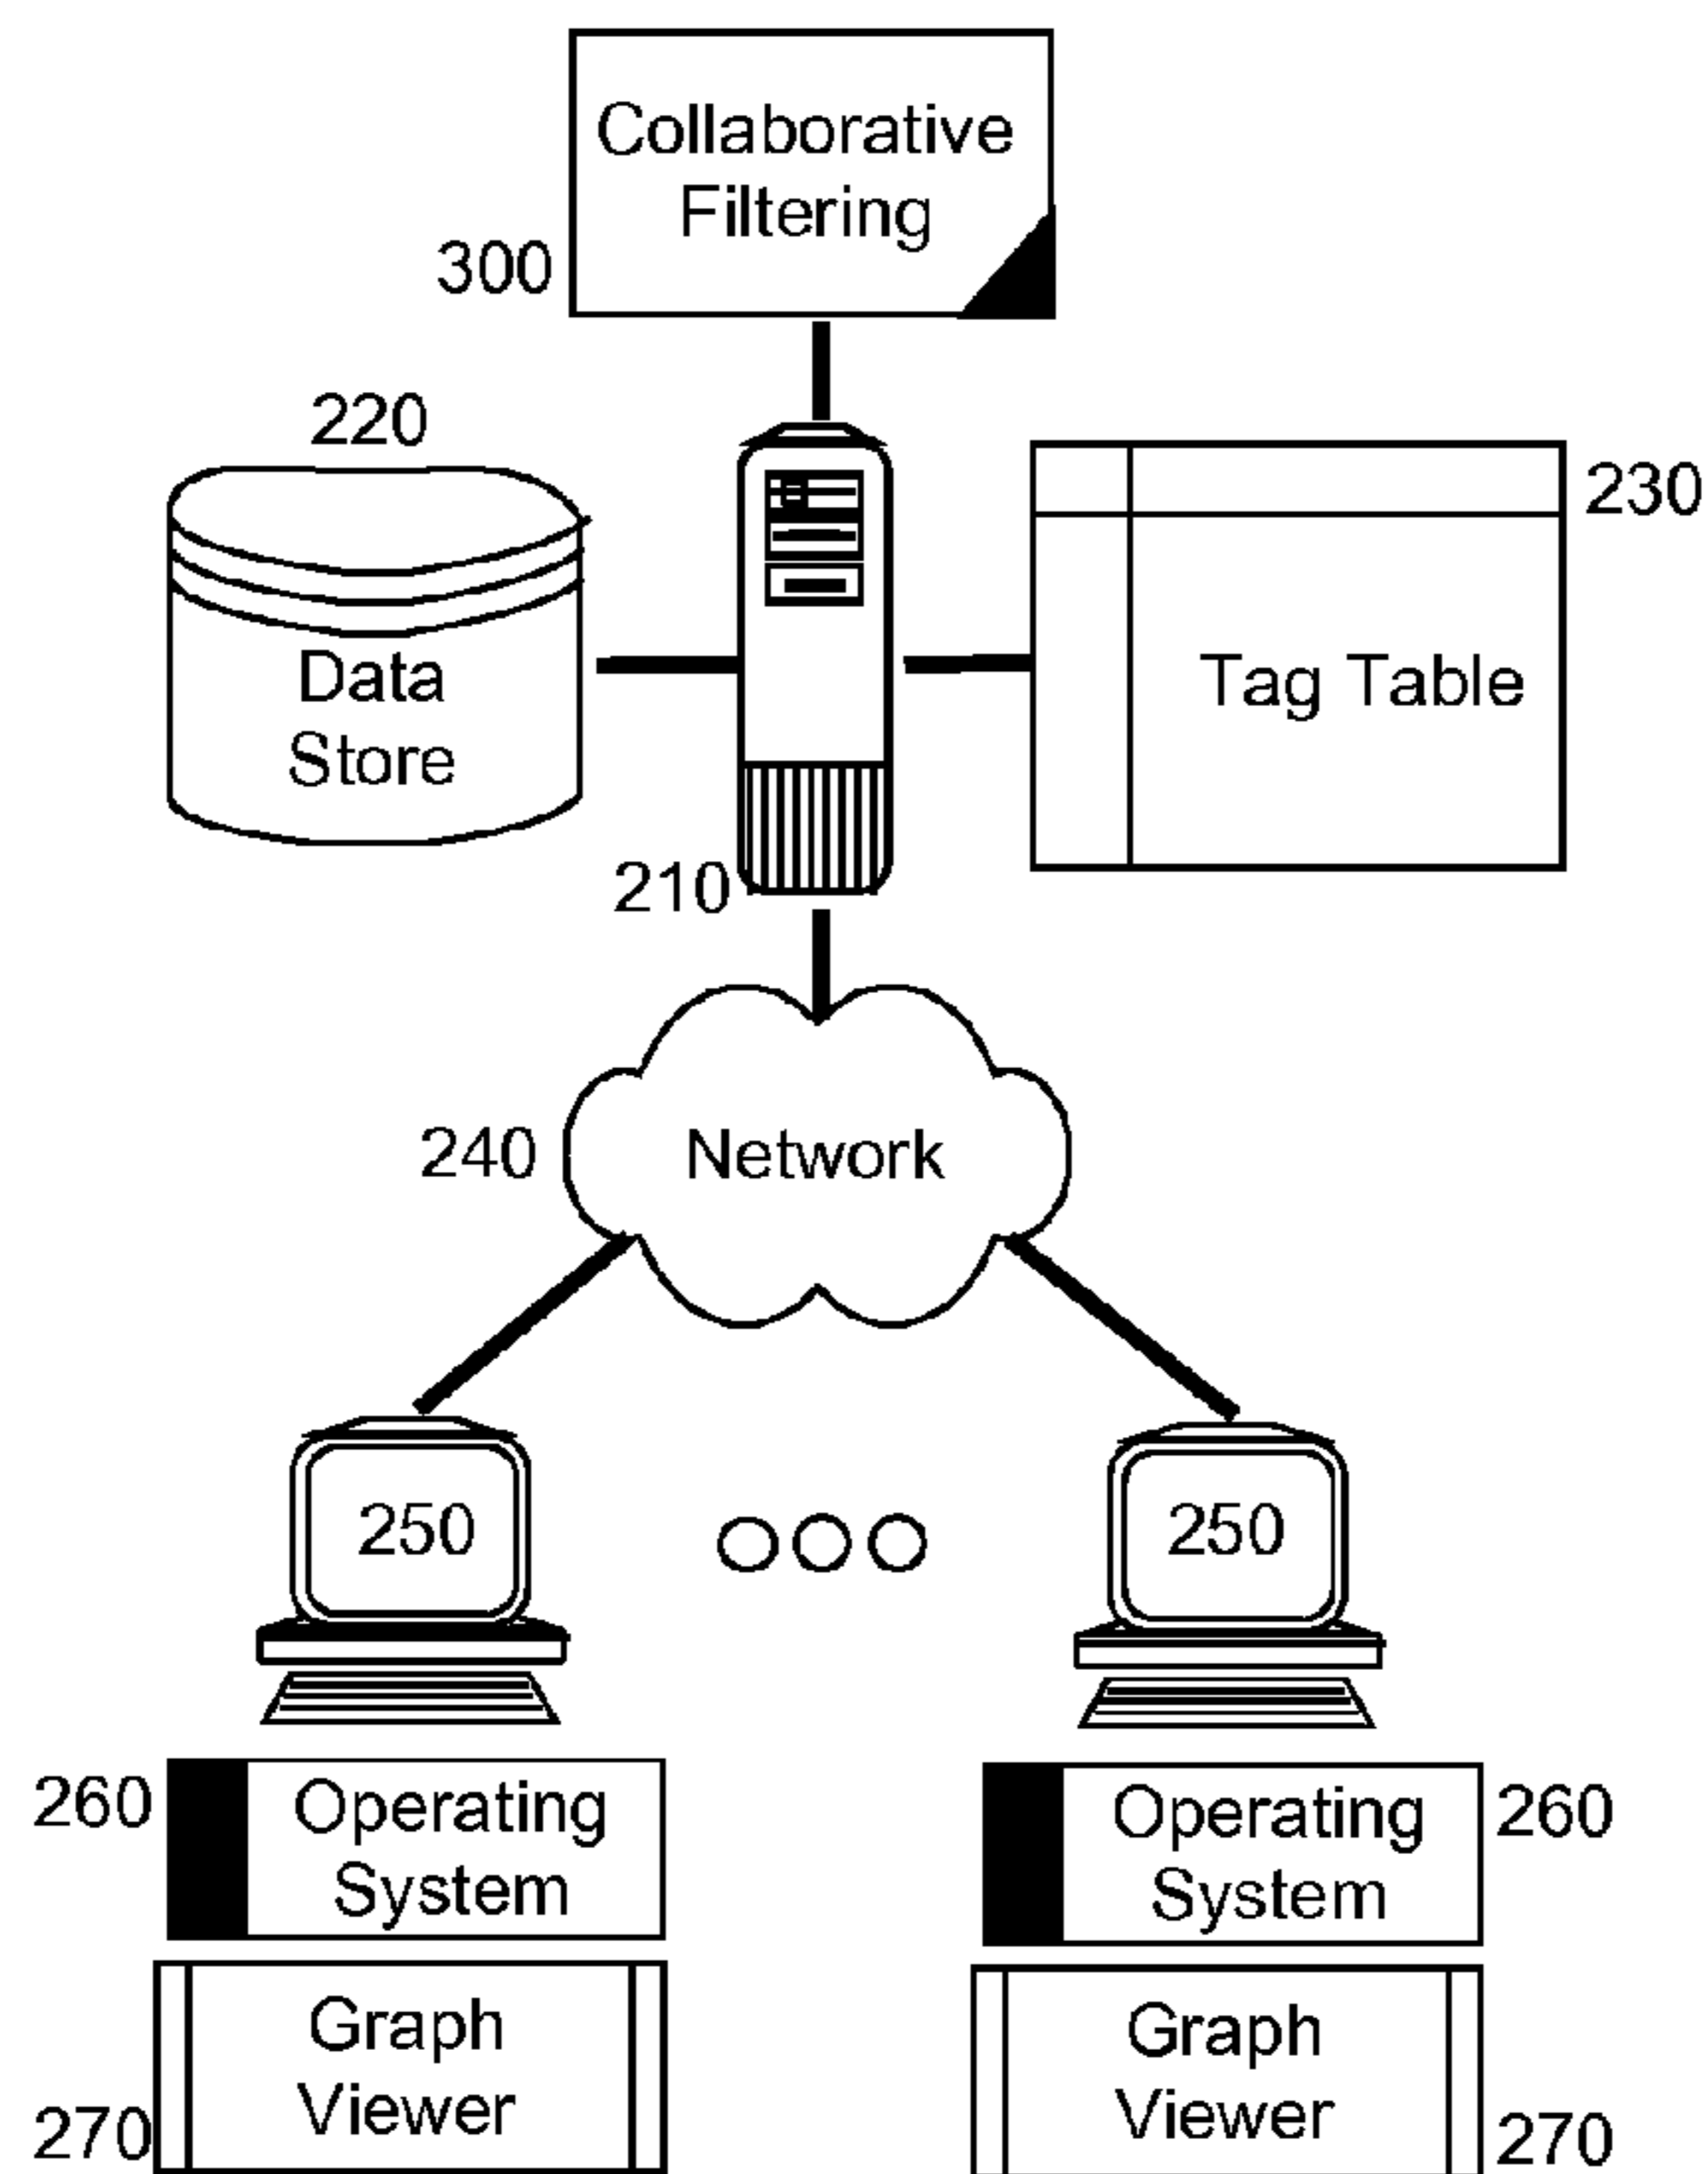 Collaborative
Filtering
300
220
230
Data
Store
Tag Table
210
240
Network
250
250
260
Operating
System
Operating
System
260
Graph
Viewer
270
Graph
Viewer
270